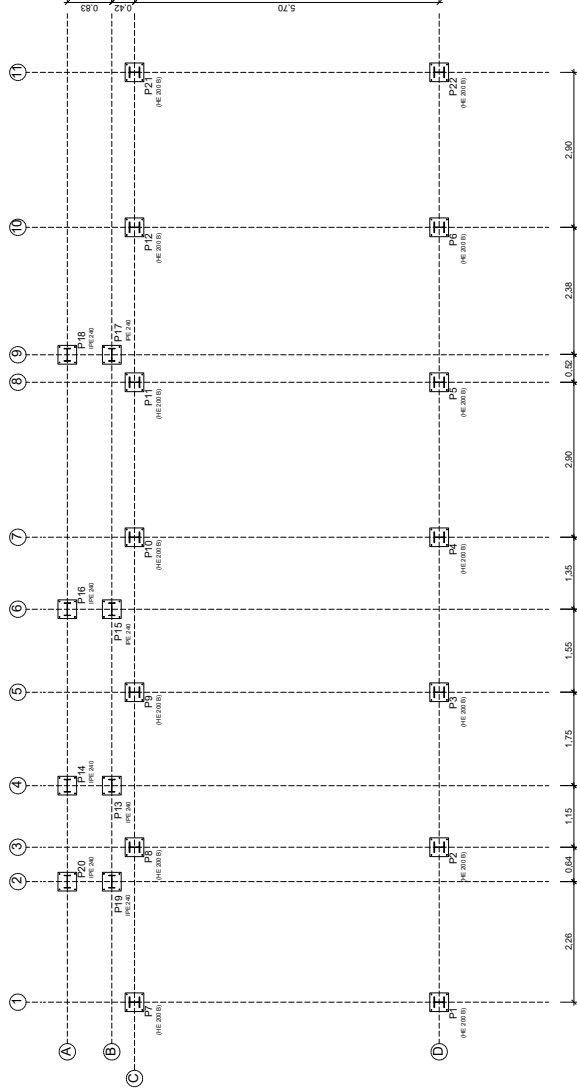 1
2
3
4
5
6
7
8
9
10
11
A
P20
IPE 240
P14
IPE 240
P16
IPE 240
P18
IPE 240
0,83
B
P19
IPE 240
P13
IPE 240
P15
IPE 240
P17
IPE 240
0,42
C
P7
(HE 200 B)
P8
(HE 200 B)
P9
(HE 200 B)
P10
(HE 200 B)
P11
(HE 200 B)
P12
(HE 200 B)
P21
(HE 200 B)
5,70
D
P1
(HE 200 B)
P2
(HE 200 B)
P3
(HE 200 B)
P4
(HE 200 B)
P5
(HE 200 B)
P6
(HE 200 B)
P22
(HE 200 B)
2,26
0,64
1,15
1,75
1,55
1,35
2,90
0,52
2,38
2,90